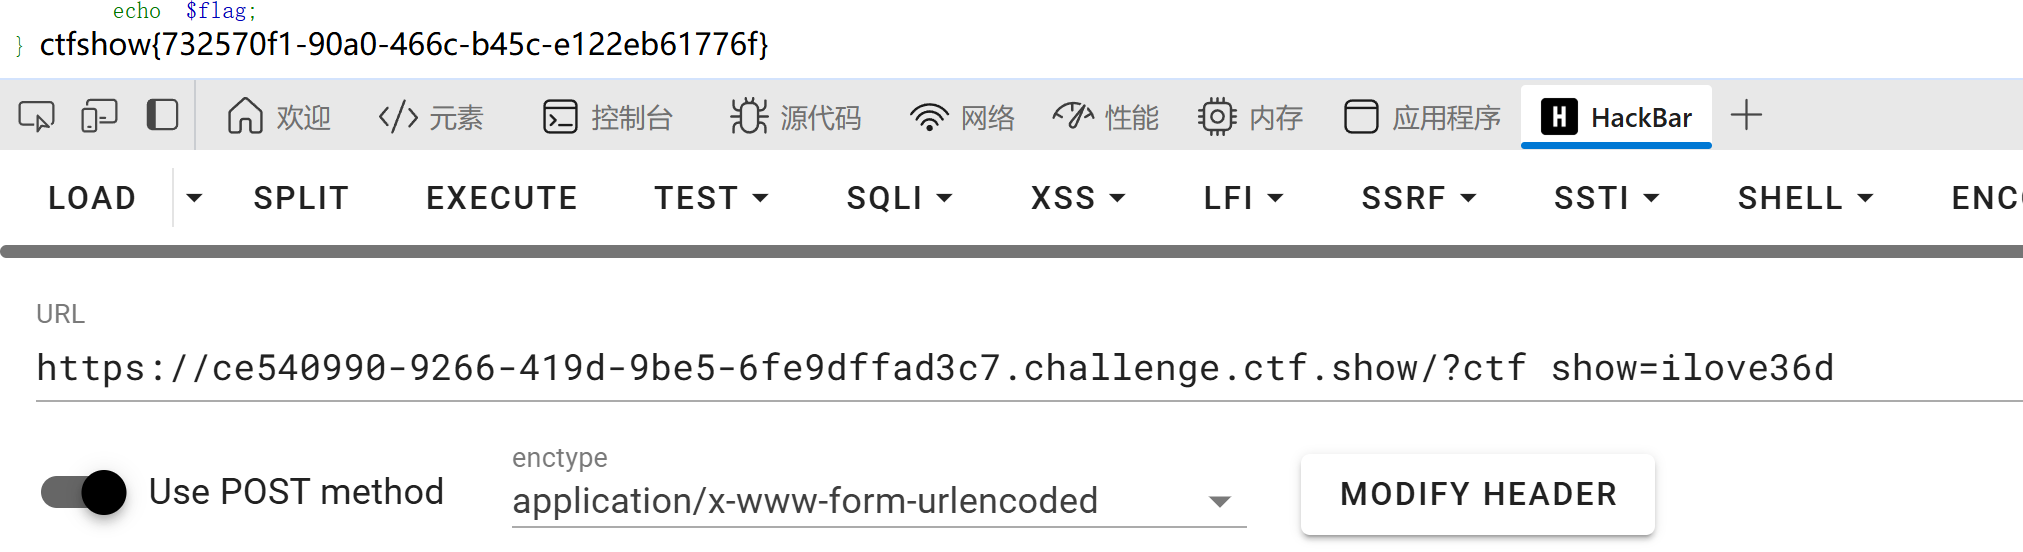 echo $flag;
} ctfshow{732570f1-90a0-466c-b45c-e122eb61776f}
欢迎 </> 元素 控制台 源代码 网络 性能 内存 应用程序 H HackBar +
LOAD SPLIT EXECUTE TEST SQLI XSS LFI SSRF SSTI SHELL ENC
URL
https://ce540990-9266-419d-9be5-6fe9dffad3c7.challenge.ctf.show/?ctf show=ilove36d
enctype
Use POST method application/x-www-form-urlencoded MODIFY HEADER